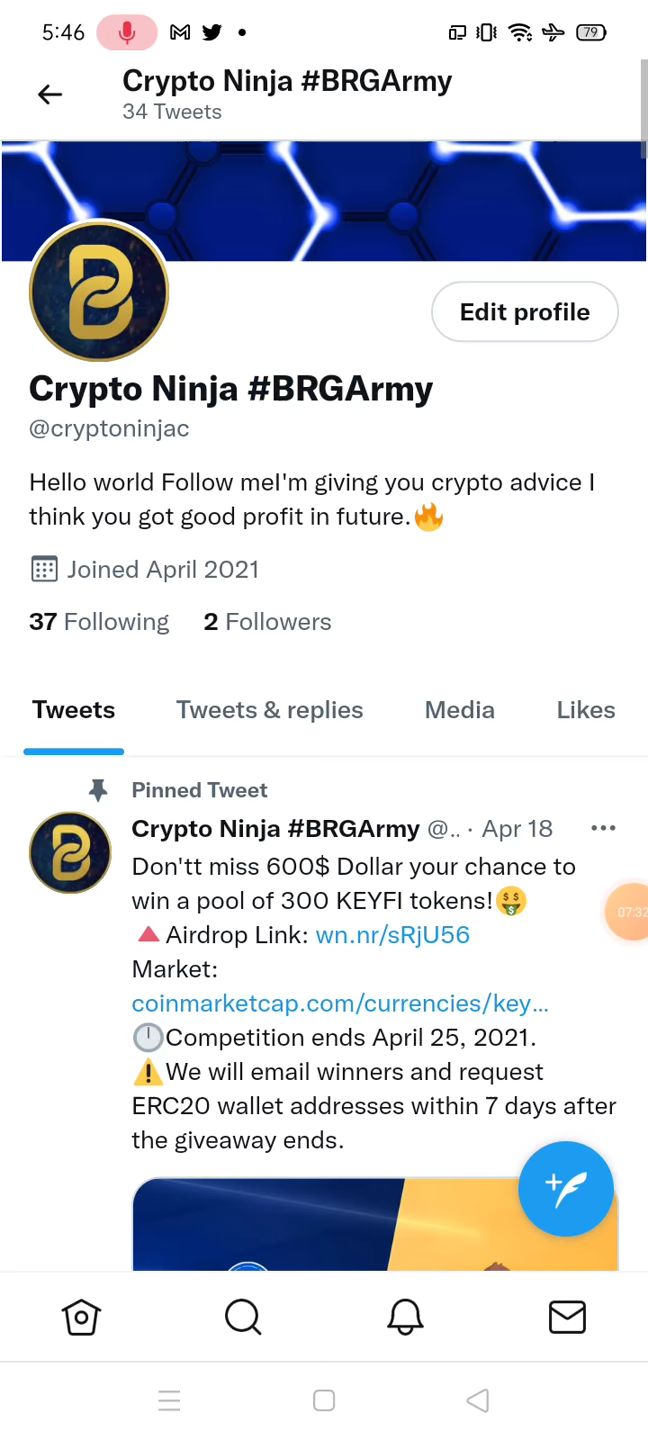 5:46
79
Crypto Ninja #BRGArmy
34 Tweets
Edit profile
Crypto Ninja #BRGArmy
@cryptoninjac
Hello world Follow meI'm giving you crypto advice I
think you got good profit in future.🔥
Joined April 2021
37 Following 2 Followers
Tweets Tweets & replies Media Likes
Pinned Tweet
Crypto Ninja #BRGArmy @.. · Apr 18
Don'tt miss 600$ Dollar your chance to
win a pool of 300 KEYFI tokens!🤑
🔺Airdrop Link: wn.nr/sRjU56
Market:
coinmarketcap.com/currencies/key...
07:32
⏲Competition ends April 25, 2021.
⚠️We will email winners and request
ERC20 wallet addresses within 7 days after
the giveaway ends.